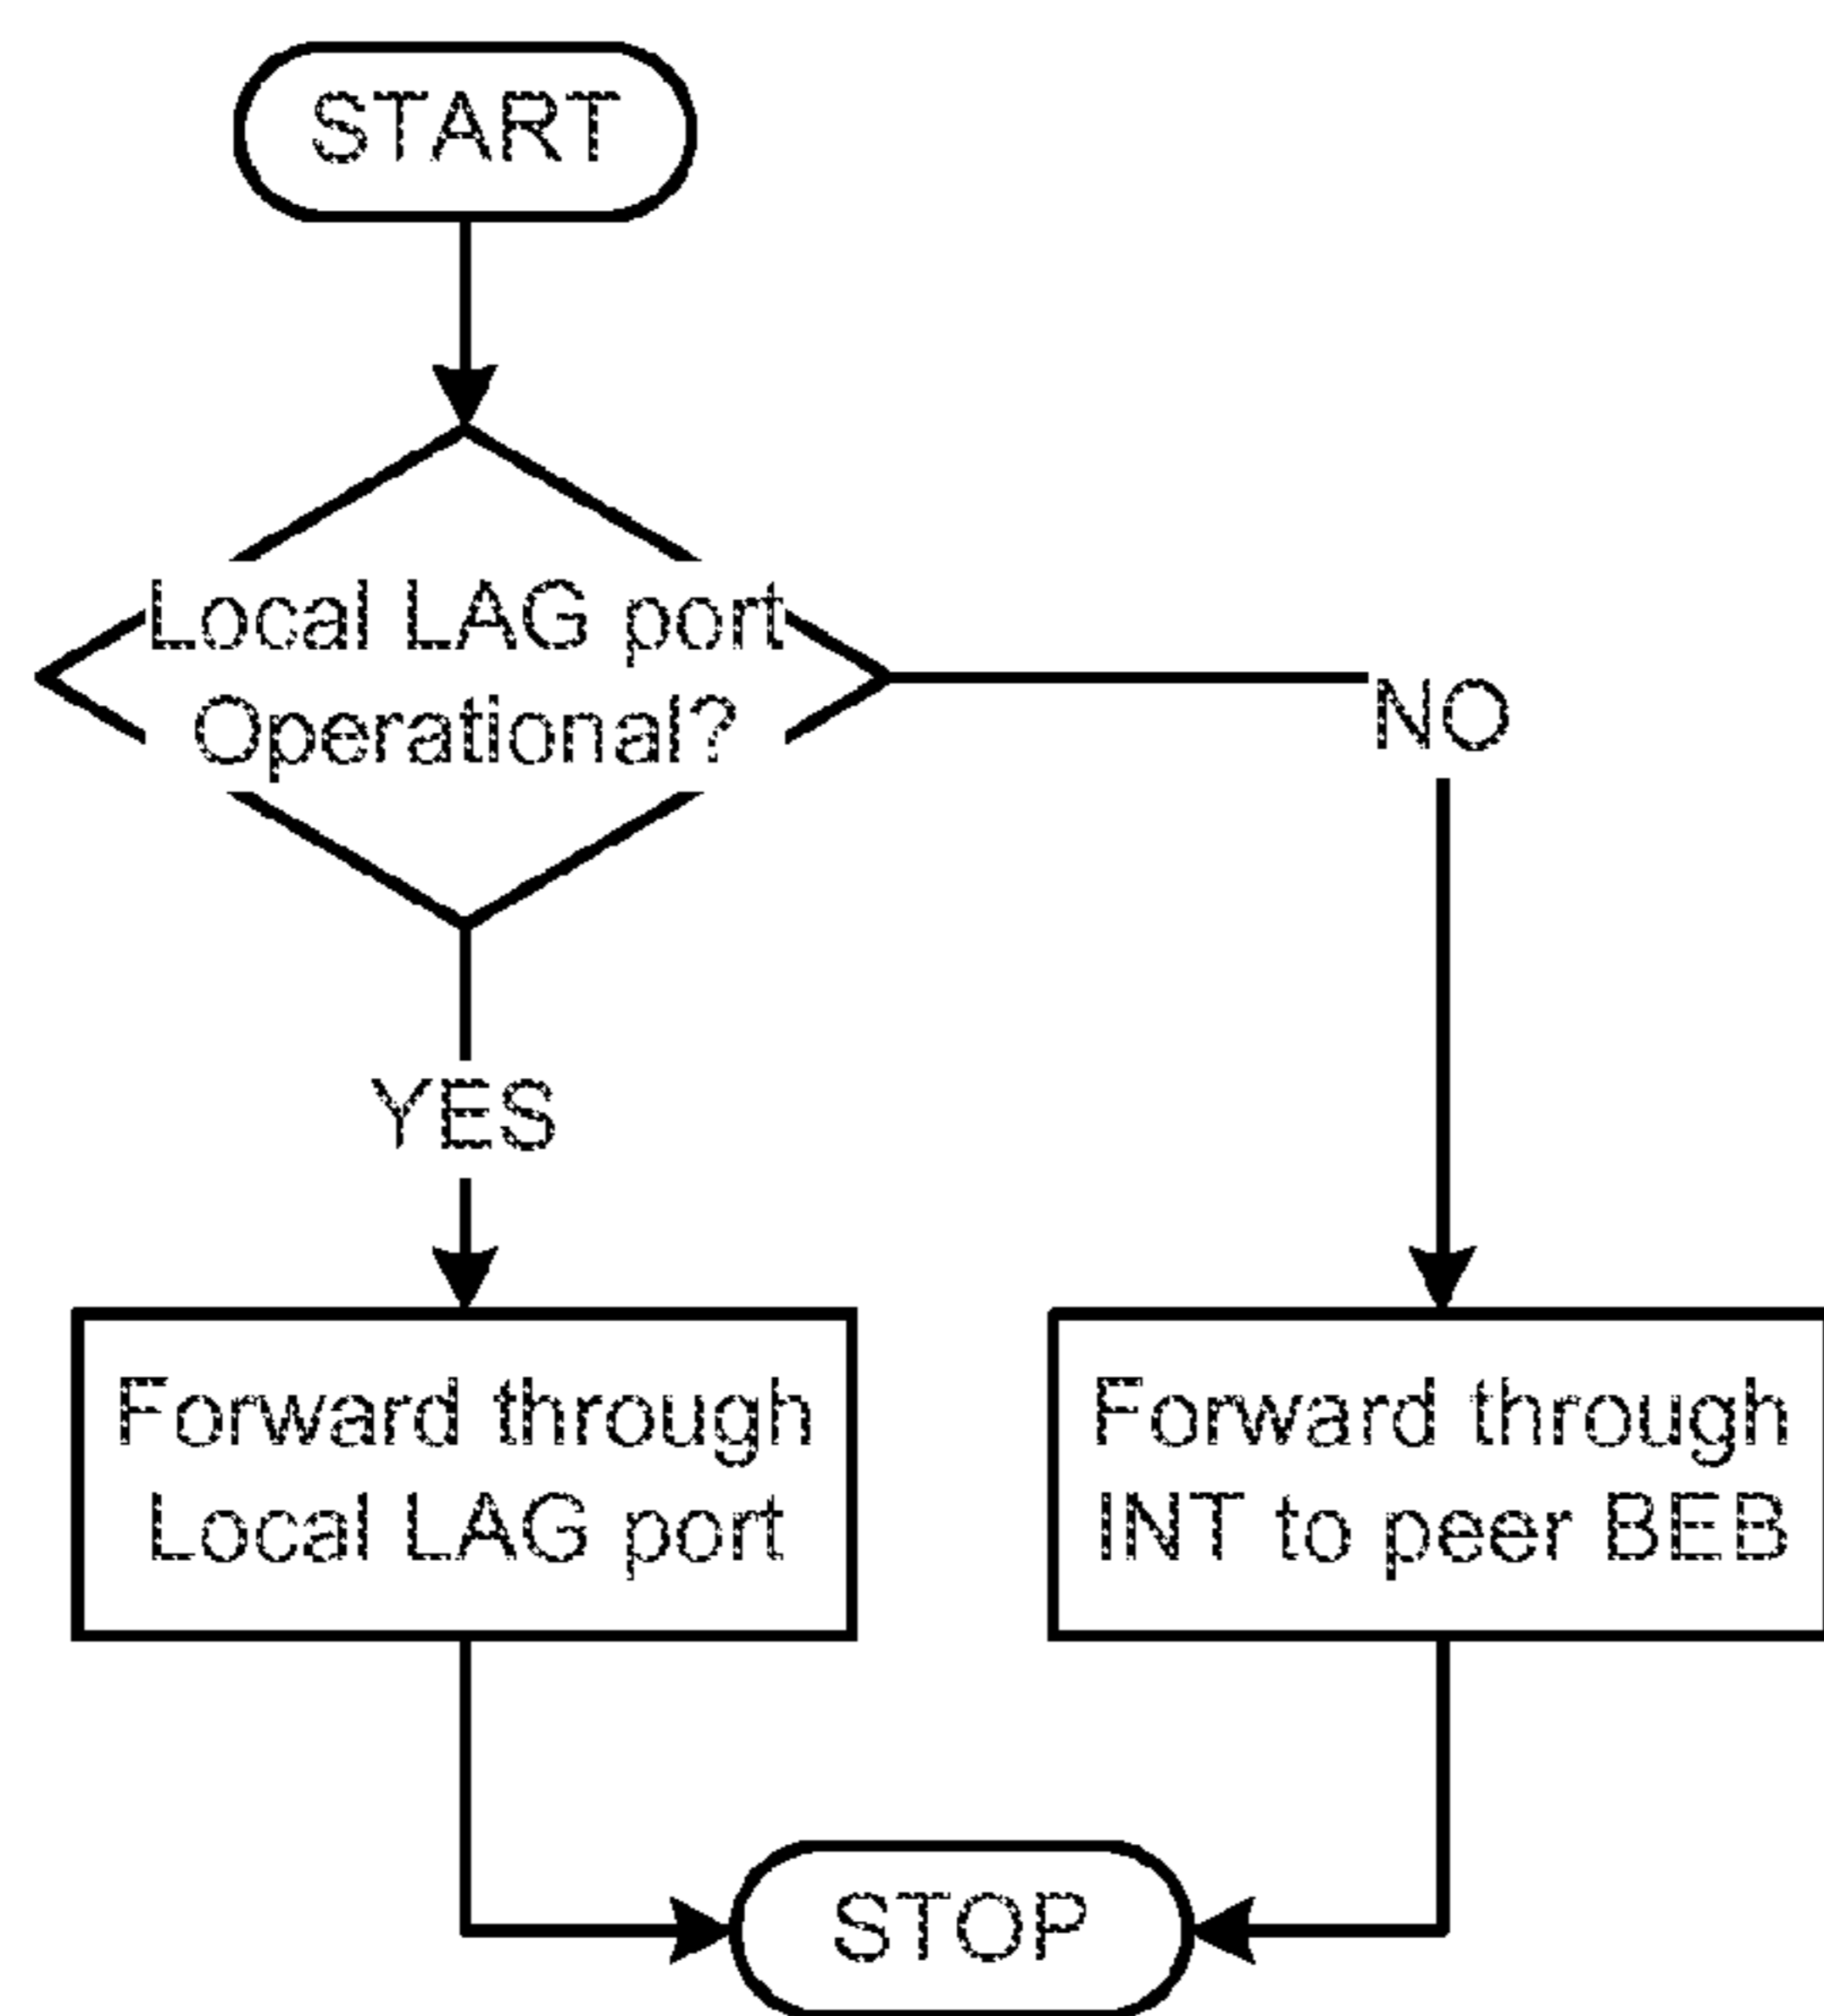 START
Local LAG port
Operational?
NO
YES
Forward through
Local LAG port
Forward through
INT to peer BEB
STOP